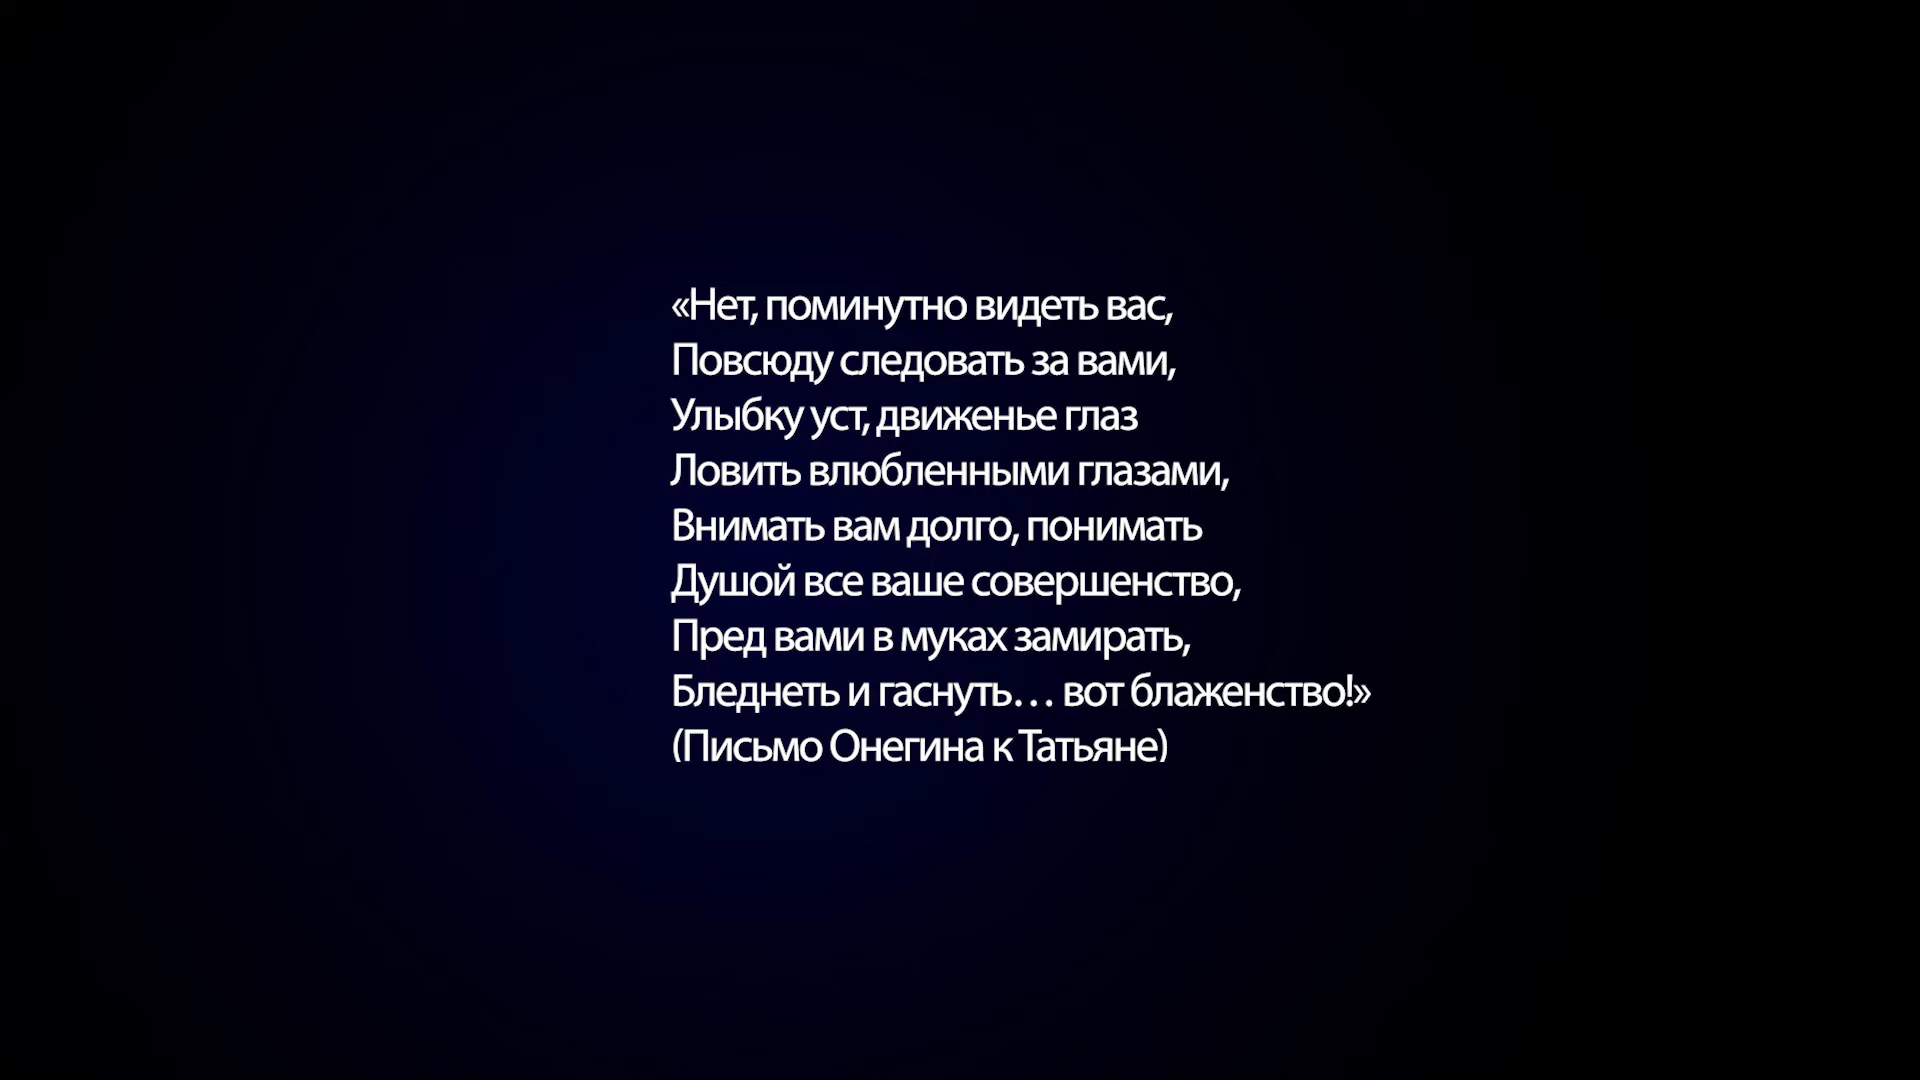 «Нет, поминутно видеть вас,
Повсюду следовать за вами,
Улыбку уст, движенье глаз
Ловить влюбленными глазами,
Внимать вам долго, понимать
Душой все ваше совершенство,
Пред вами в муках замирать,
Бледнеть и гаснуть… вот блаженство!»
(Письмо Онегина к Татьяне)